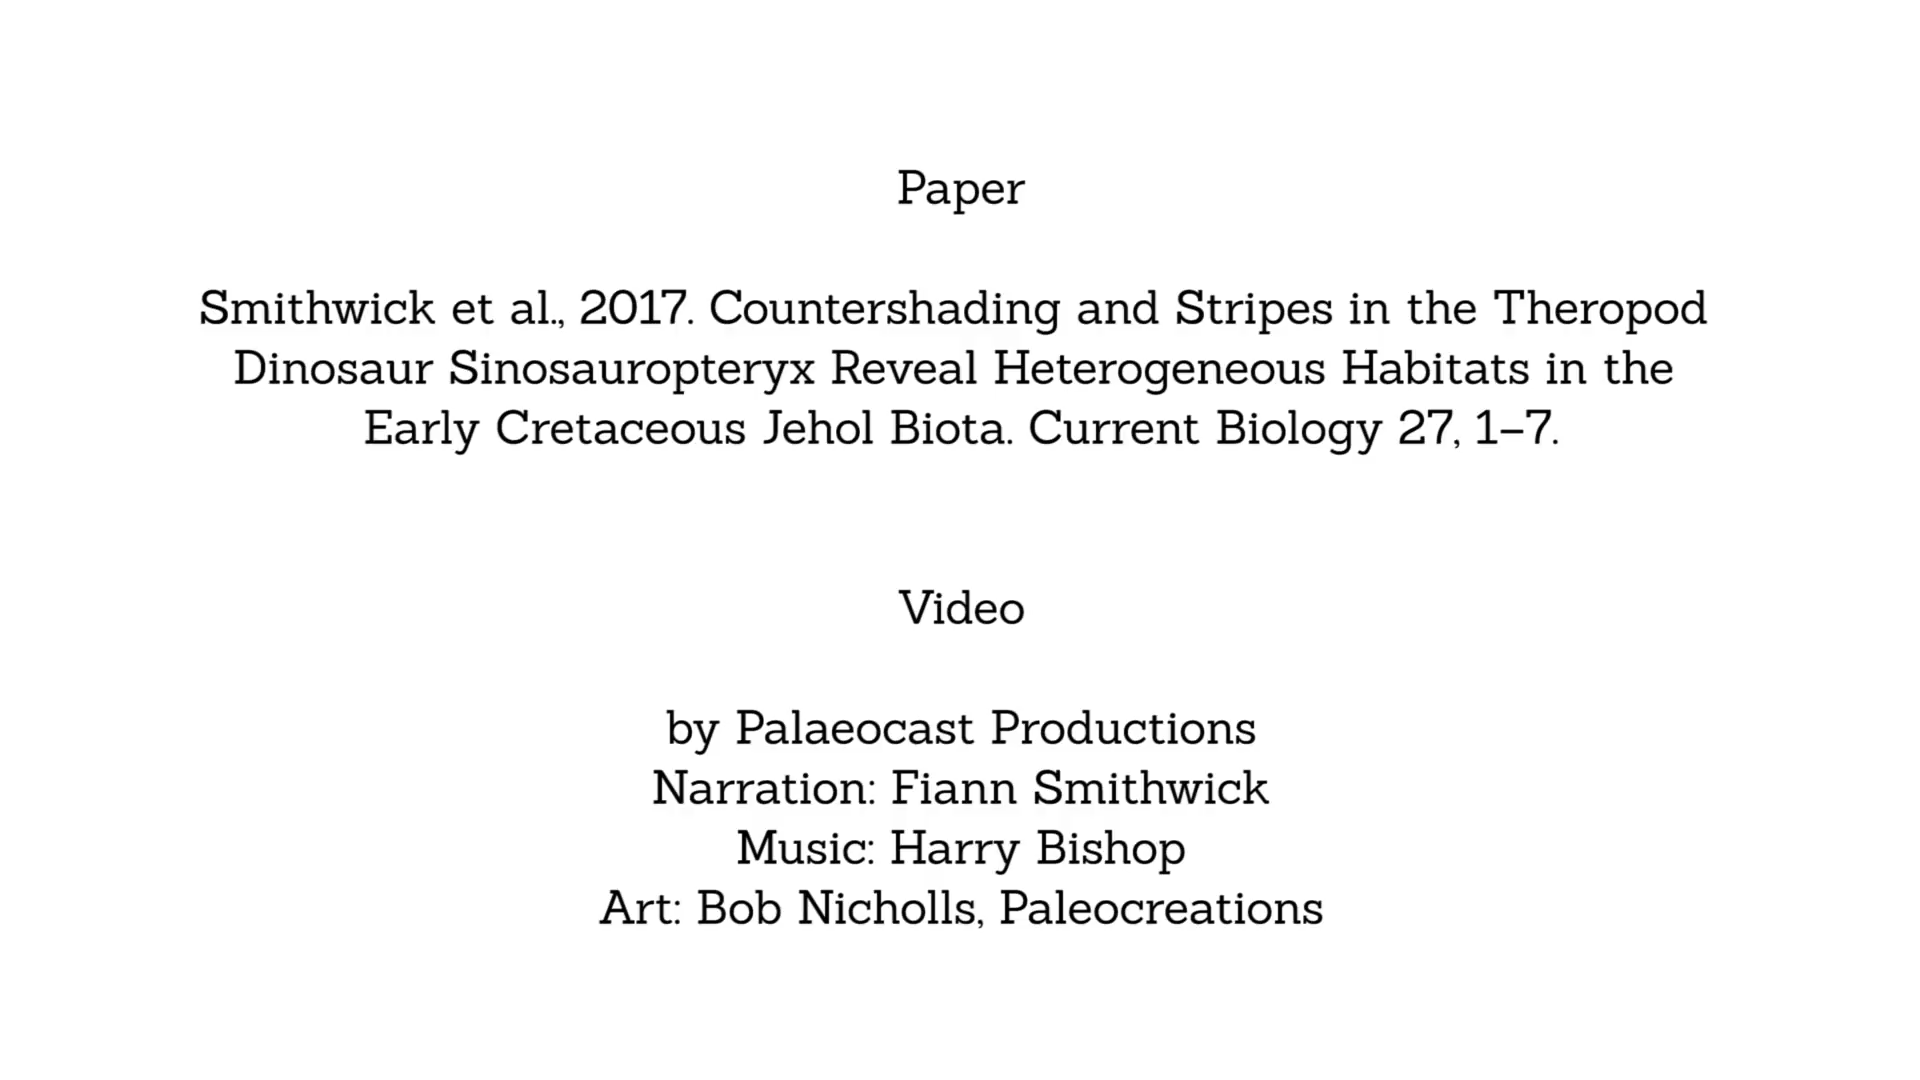 Paper
Smithwick et al., 2017. Countershading and Stripes in the Theropod
Dinosaur Sinosauropteryx Reveal Heterogeneous Habitats in the
Early Cretaceous Jehol Biota. Current Biology 27, 1–7.
Video
by Palaeocast Productions
Narration: Fiann Smithwick
Music: Harry Bishop
Art: Bob Nicholls, Paleocreations